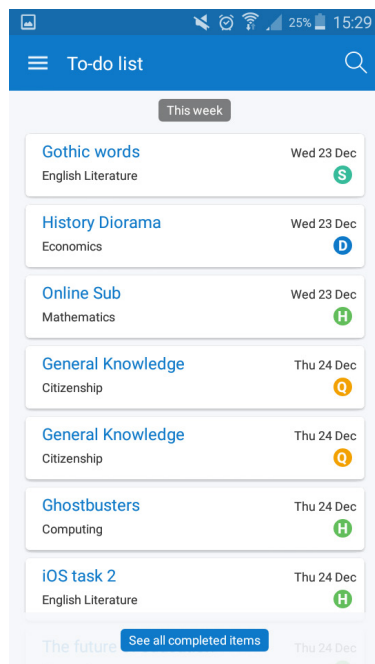 25% 15:29
To-do list
This week
Gothic words Wed 23 Dec
English Literature S
History Diorama Wed 23 Dec
Economics D
Online Sub Wed 23 Dec
Mathematics H
General Knowledge Thu 24 Dec
Citizenship Q
General Knowledge Thu 24 Dec
Citizenship Q
Ghostbusters Thu 24 Dec
Computing H
iOS task 2 Thu 24 Dec
English Literature H
The future Thu 24 Dec
See all completed items